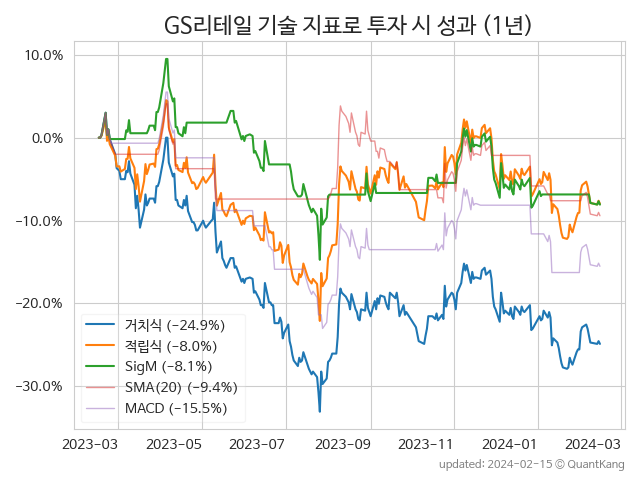 GS리테일 기술 지표로 투자 시 성과 (1년)
10.0%
0.0%
−10.0%
−20.0%
−30.0%
거치식 (−24.9%)
적립식 (−8.0%)
SigM (−8.1%)
SMA(20) (−9.4%)
MACD (−15.5%)
2023-03 2023-05 2023-07 2023-09 2023-11 2024-01 2024-03
updated: 2024-02-15 ⓒ QuantKang